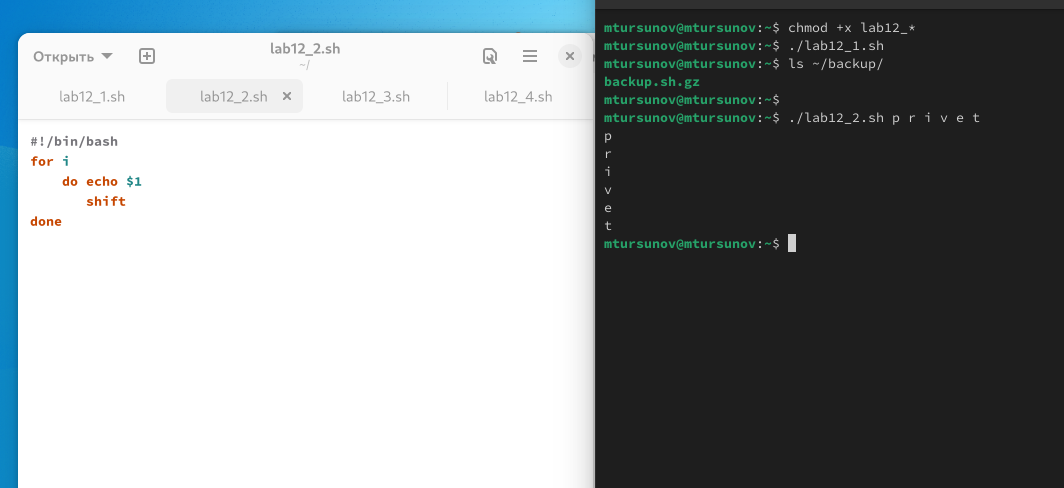 Открыть
lab12_2.sh
~/
lab12_1.sh
lab12_2.sh
lab12_3.sh
lab12_4.sh
#!/bin/bash
for i
    do echo $1
       shift
done
mtursunov@mtursunov:~$ chmod +x lab12_*
mtursunov@mtursunov:~$ ./lab12_1.sh
mtursunov@mtursunov:~$ ls ~/backup/
backup.sh.gz
mtursunov@mtursunov:~$
mtursunov@mtursunov:~$ ./lab12_2.sh p r i v e t
p
r
i
v
e
t
mtursunov@mtursunov:~$